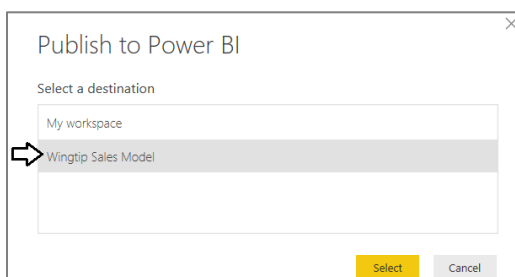 Publish to Power BI
Select a destination
My workspace
Wingtip Sales Model
Select Cancel